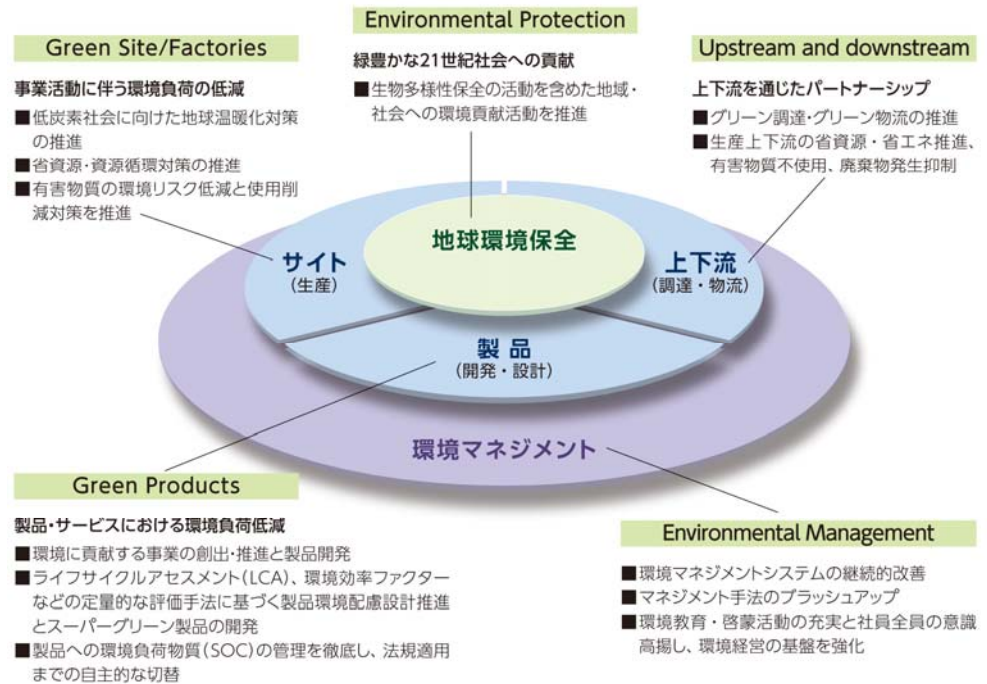 Green Site/Factories
事業活動に伴う環境負荷の低減
■低炭素社会に向けた地球温暖化対策
の推進
■省資源・資源循環対策の推進
■有害物質の環境リスク低減と使用削
減対策を推進
Environmental Protection
緑豊かな21世紀社会への貢献
■生物多様性保全の活動を含めた地域・
社会への環境貢献活動を推進
Upstream and downstream
上下流を通じたパートナーシップ
■グリーン調達・グリーン物流の推進
■生産上下流の省資源・省エネ推進、
有害物質不使用、廃棄物発生抑制
地球環境保全
サイト
(生産)
上下流
(調達・物流)
製品
(開発・設計)
環境マネジメント
Green Products
製品・サービスにおける環境負荷低減
■環境に貢献する事業の創出・推進と製品開発
■ライフサイクルアセスメント(LCA)、環境効率ファクター
などの定量的な評価手法に基づく製品環境配慮設計推進
とスーパーグリーン製品の開発
■製品への環境負荷物質(SOC)の管理を徹底し、法規適用
までの自主的な切替
Environmental Management
■環境マネジメントシステムの継続的改善
■マネジメント手法のブラッシュアップ
■環境教育・啓蒙活動の充実と社員全員の意識
高揚し、環境経営の基盤を強化